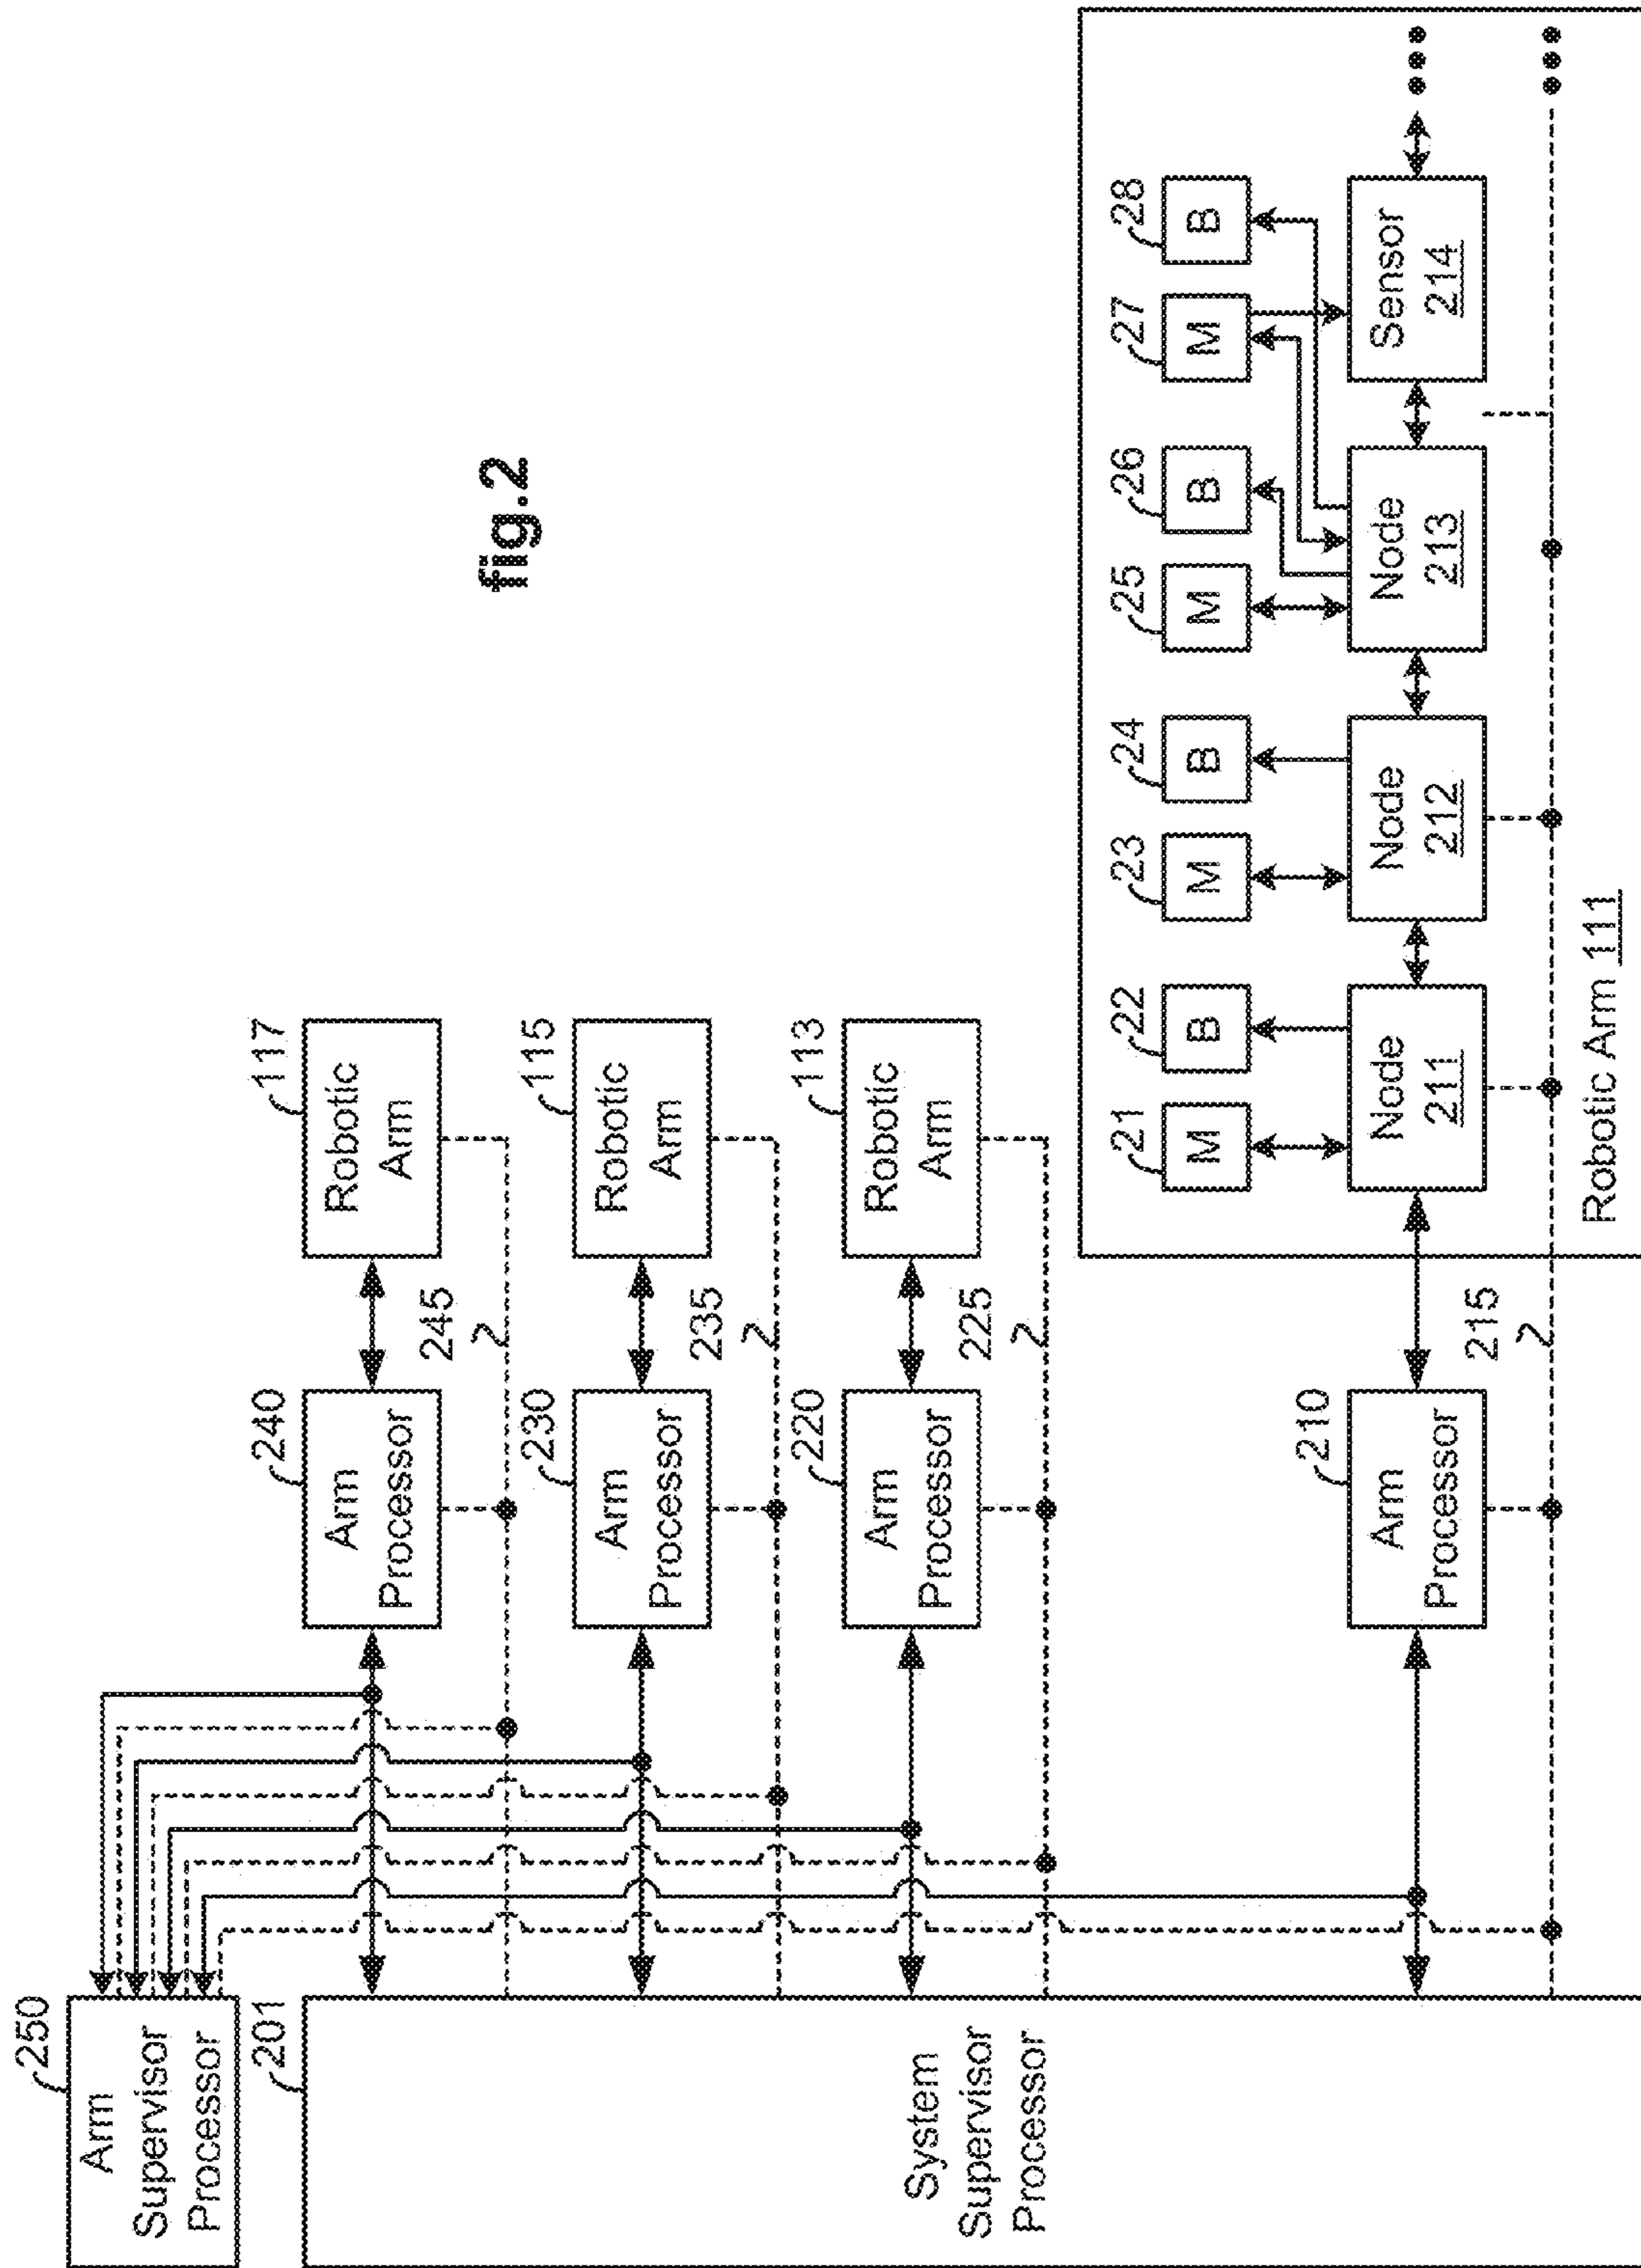 fig.2
250
Arm
Supervisor
Processor
201
System
Supervisor
Processor
240
Arm
Processor
245
117
Robotic
Arm
230
Arm
Processor
235
115
Robotic
Arm
220
Arm
Processor
225
113
Robotic
Arm
210
Arm
Processor
215
21
M
22
B
23
M
24
B
25
M
26
B
27
M
28
B
Node
211
Node
212
Node
213
Sensor
214
Robotic Arm 111